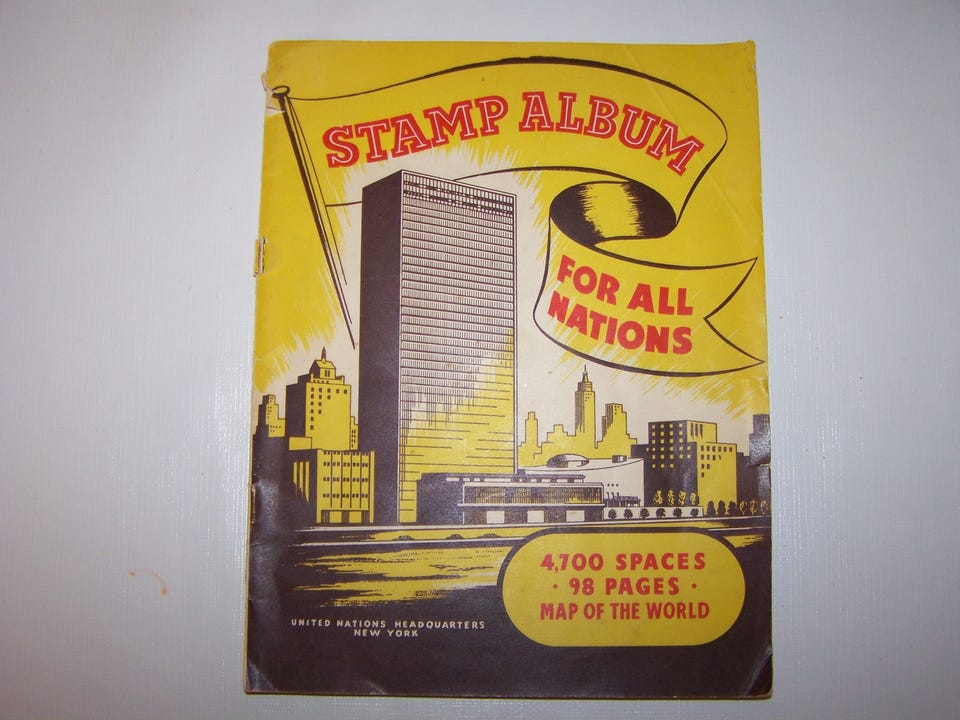 STAMP ALBUM
FOR ALL
NATIONS
4,700 SPACES
· 98 PAGES ·
MAP OF THE WORLD
UNITED NATIONS HEADQUARTERS
NEW YORK